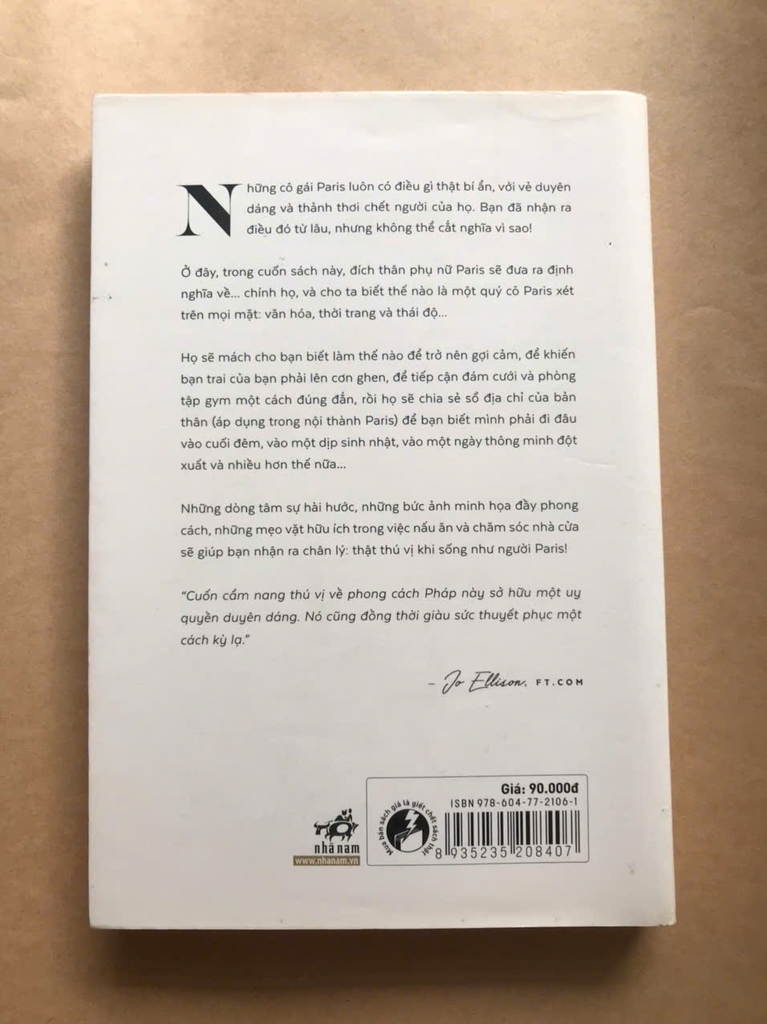 Những cô gái Paris luôn có điều gì thật bí ẩn, với vẻ duyên
dáng và thảnh thơi chết người của họ. Bạn đã nhận ra
điều đó từ lâu, nhưng không thể cắt nghĩa vì sao!
Ở đây, trong cuốn sách này, đích thân phụ nữ Paris sẽ đưa ra định
nghĩa về... chính họ, và cho ta biết thế nào là một quý cô Paris xét
trên mọi mặt: văn hóa, thời trang và thái độ...
Họ sẽ mách cho bạn biết làm thế nào để trở nên gợi cảm, để khiến
bạn trai của bạn phải lên cơn ghen, để tiếp cận đám cưới và phòng
tập gym một cách đúng đắn, rồi họ sẽ chia sẻ sổ địa chỉ của bản
thân (áp dụng trong nội thành Paris) để bạn biết mình phải đi đâu
vào cuối đêm, vào một dịp sinh nhật, vào một ngày thông minh đột
xuất và nhiều hơn thế nữa...
Những dòng tâm sự hài hước, những bức ảnh minh họa đầy phong
cách, những mẹo vặt hữu ích trong việc nấu ăn và chăm sóc nhà cửa
sẽ giúp bạn nhận ra chân lý: thật thú vị khi sống như người Paris!
“Cuốn cẩm nang thú vị về phong cách Pháp này sở hữu một uy
quyền duyên dáng. Nó cũng đồng thời giàu sức thuyết phục một
cách kỳ lạ.”
– Jo Ellison, FT.COM
Giá: 90.000đ
ISBN 978-604-77-2106-1
Mua bán sách giả là giết chết sách thật
8 935235 208407
nhã nam
www.nhanam.vn